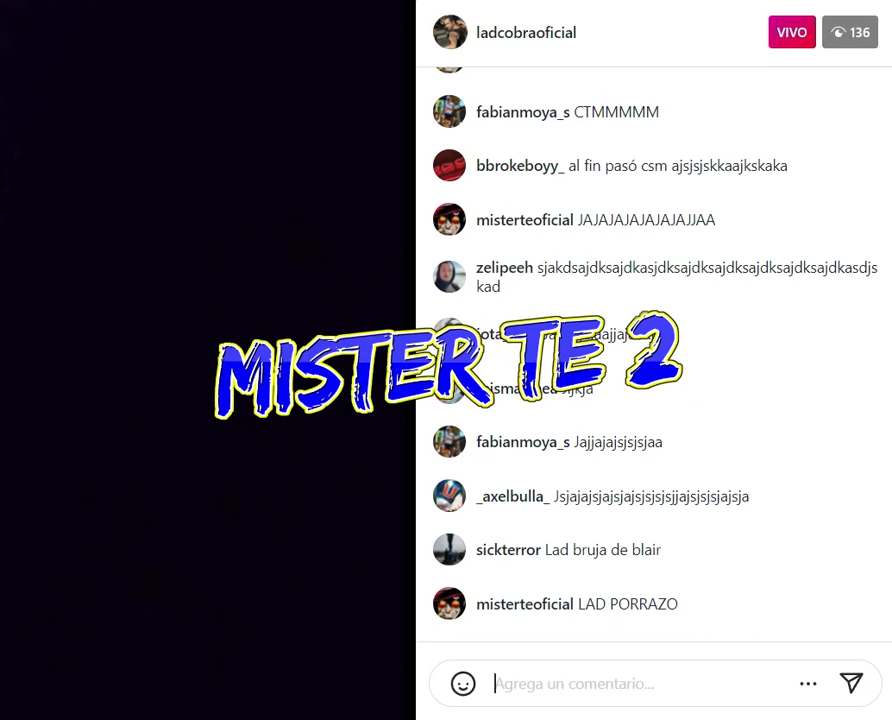 ladcobraoficial VIVO 136
fabianmoya_s CTMMMMM
bbrokeboyy_ al fin pasó csm ajsjsjskkaajkskaka
misterteoficial JAJAJAJAJAJAJAJJAA
zelipeeh sjakdsajdksajdkasjdksajdksajdksajdksajdksajdkasdjs
kad
MISTER TE 2
fabianmoya_s Jajjajajsjsjsjaa
_axelbulla_ Jsjajajsjajsjajsjsjsjsjjajsjsjsjajsja
sickterror Lad bruja de blair
misterteoficial LAD PORRAZO
Agrega un comentario...